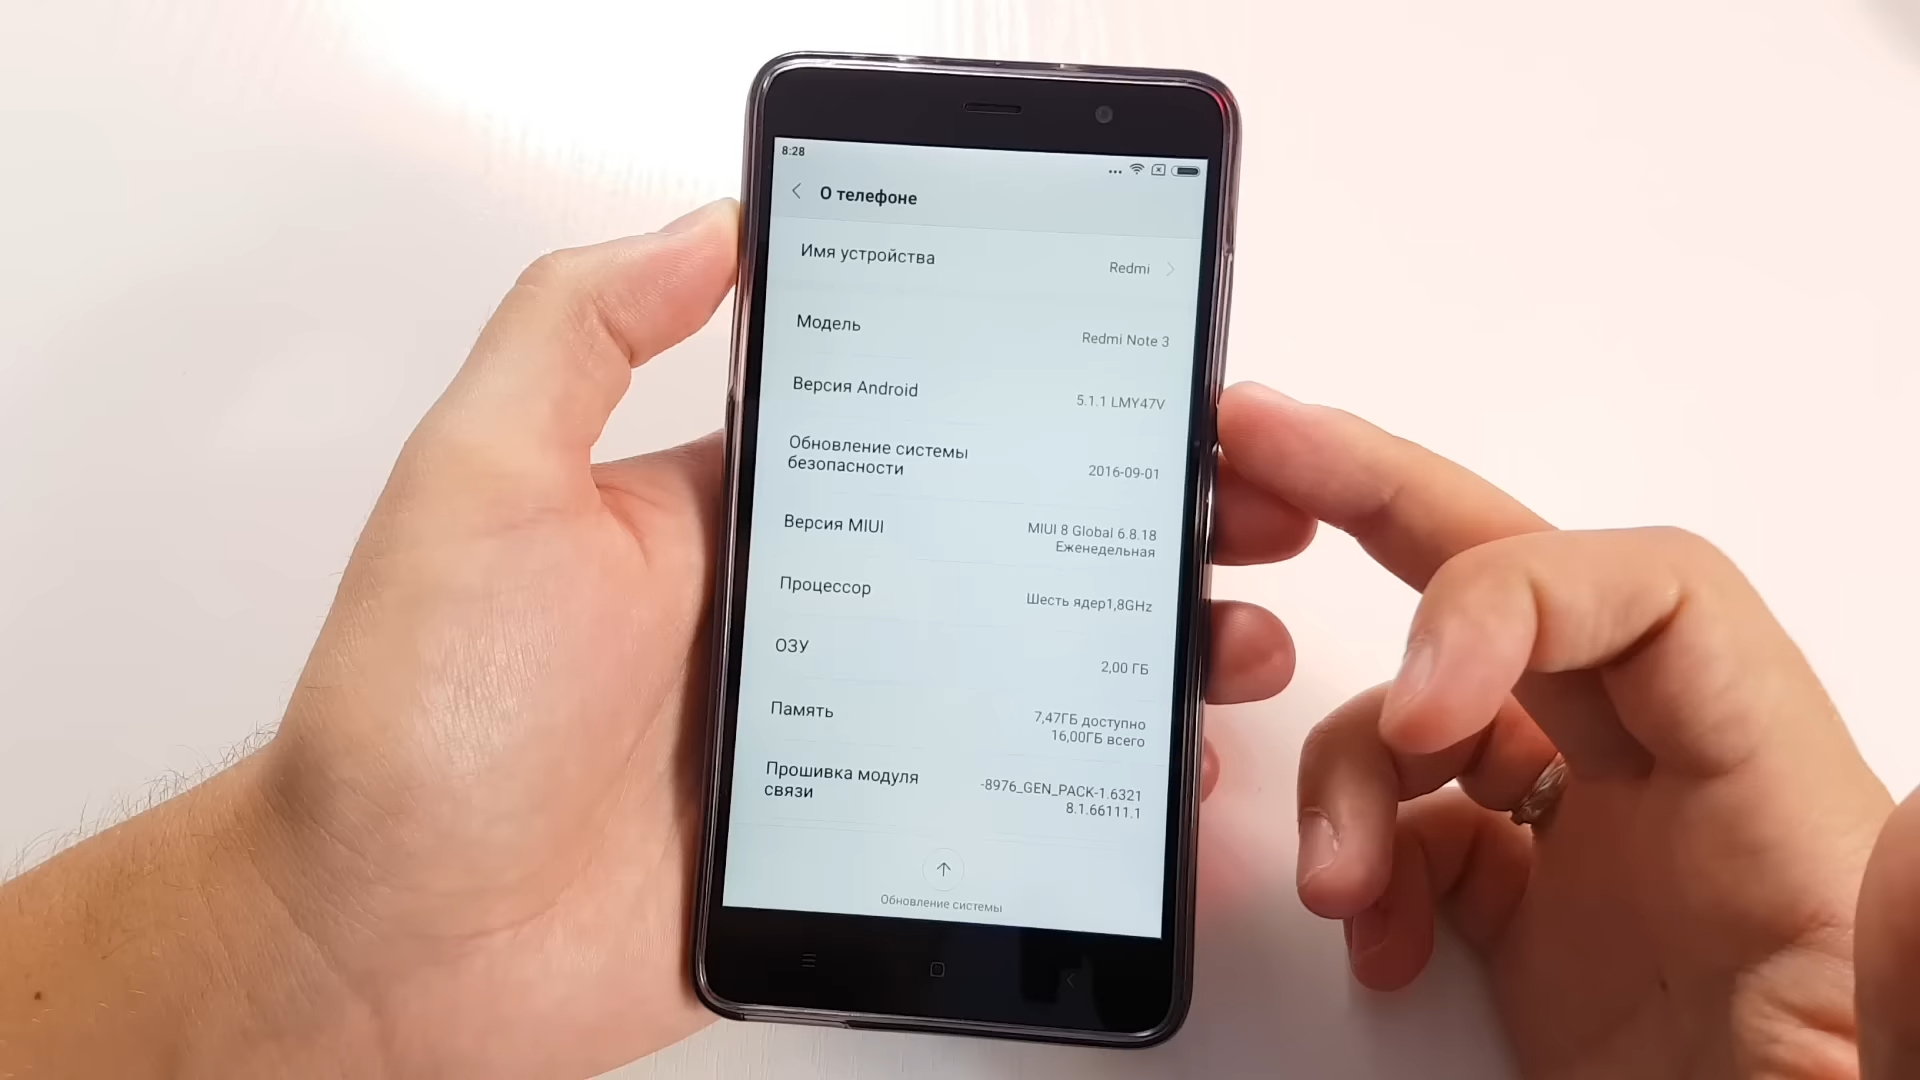 8:28
О телефоне
Имя устройства
Redmi
Модель
Redmi Note 3
Версия Android
5.1.1 LMY47V
Обновление системы
безопасности
2016-09-01
Версия MIUI
MIUI 8 Global 6.8.18
Еженедельная
Процессор
Шесть ядер1,8GHz
ОЗУ
2,00 ГБ
Память
7,47ГБ доступно
16,00ГБ всего
Прошивка модуля
связи
-8976_GEN_PACK-1.6321
8.1.66111.1
Обновление системы